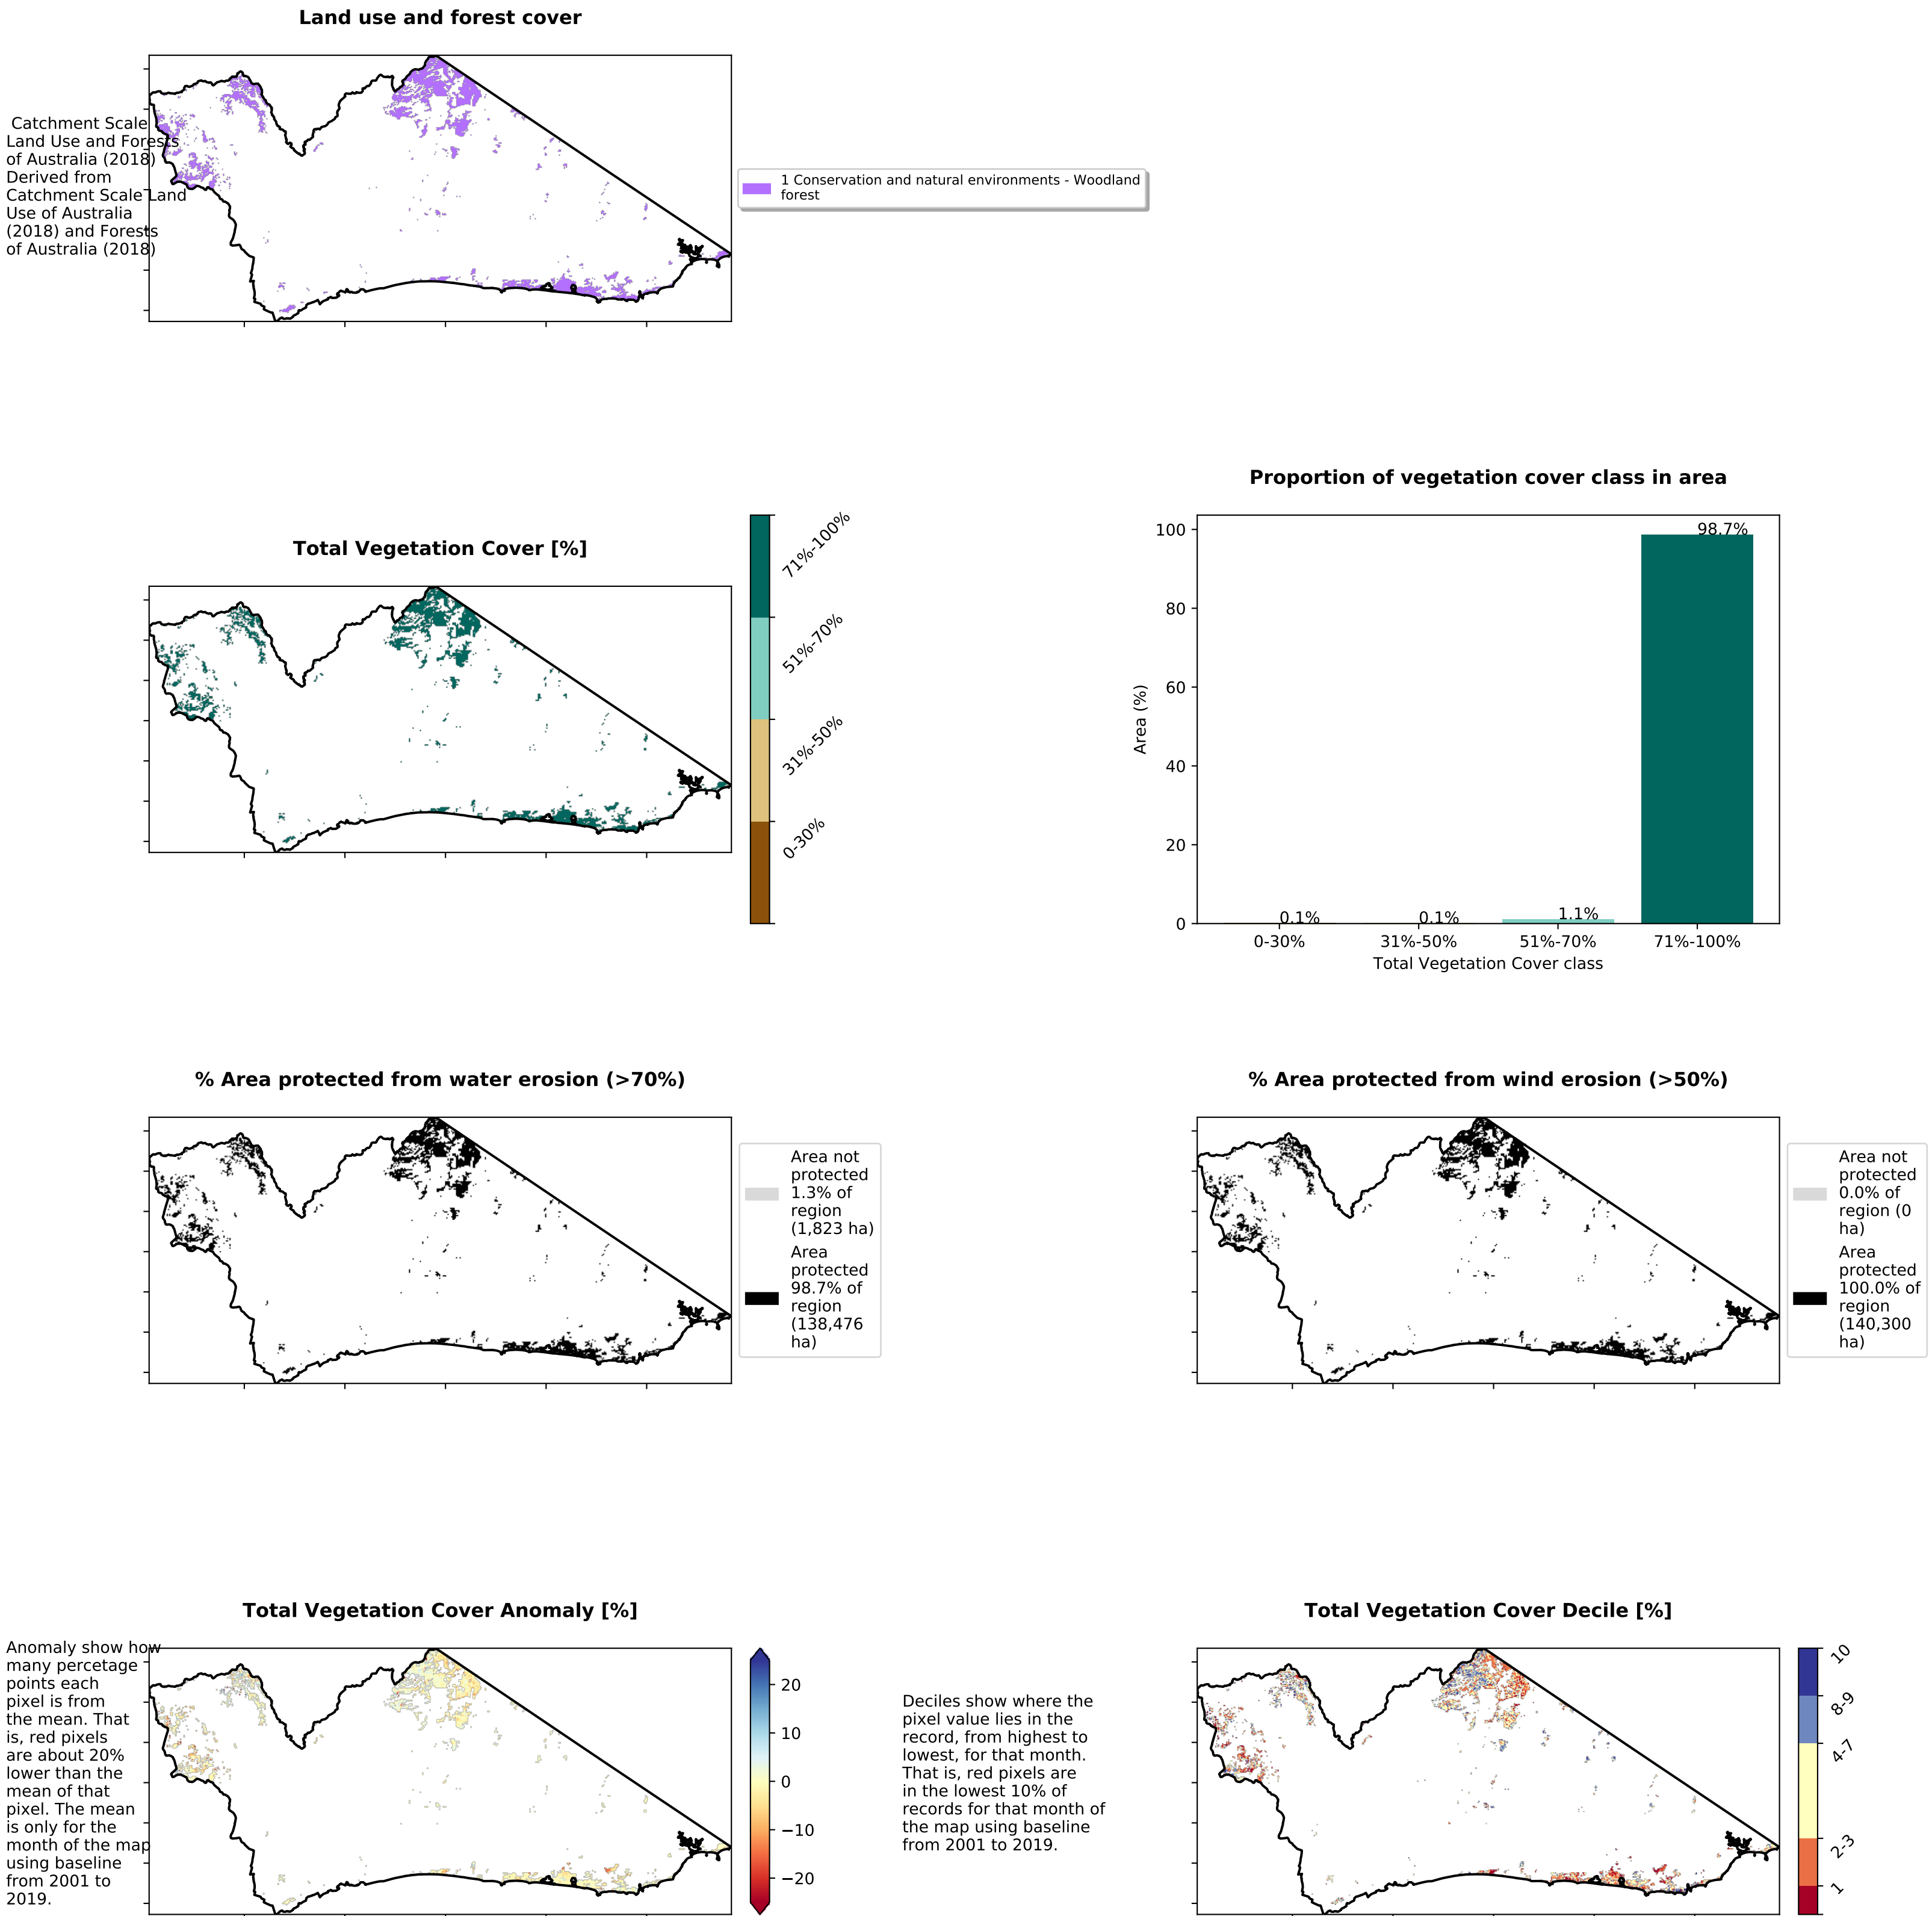 Land use and forest cover
Catchment Scale
Land Use and Forests
of Australia (2018)
Derived from
Catchment Scale Land
Use of Australia
(2018) and Forests
of Australia (2018)
1 Conservation and natural environments - Woodland
forest
Total Vegetation Cover [%]
71%-100%
51%-70%
31%-50%
0-30%
Proportion of vegetation cover class in area
100
80
60
40
20
0
Area (%)
0.1%
0.1%
1.1%
98.7%
0-30%
31%-50%
51%-70%
71%-100%
Total Vegetation Cover class
% Area protected from water erosion (>70%)
Area not
protected
1.3% of
region
(1,823 ha)
Area
protected
98.7% of
region
(138,476
ha)
% Area protected from wind erosion (>50%)
Area not
protected
0.0% of
region (0
ha)
Area
protected
100.0% of
region
(140,300
ha)
Total Vegetation Cover Anomaly [%]
Anomaly show how
many percetage
points each
pixel is from
the mean. That
is, red pixels
are about 20%
lower than the
mean of that
pixel. The mean
is only for the
month of the map
using baseline
from 2001 to
2019.
20
10
0
−10
−20
Total Vegetation Cover Decile [%]
Deciles show where the
pixel value lies in the
record, from highest to
lowest, for that month.
That is, red pixels are
in the lowest 10% of
records for that month of
the map using baseline
from 2001 to 2019.
10
8-9
4-7
2-3
1